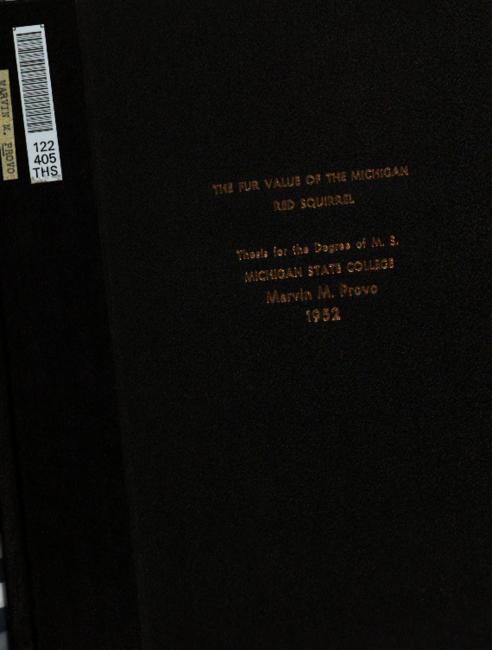 MARVIN M. PROVO
122
405
THS
THE FUR VALUE OF THE MICHIGAN
RED SQUIRREL
Thesis for the Degree of M. S.
MICHIGAN STATE COLLEGE
Marvin M. Provo
1952